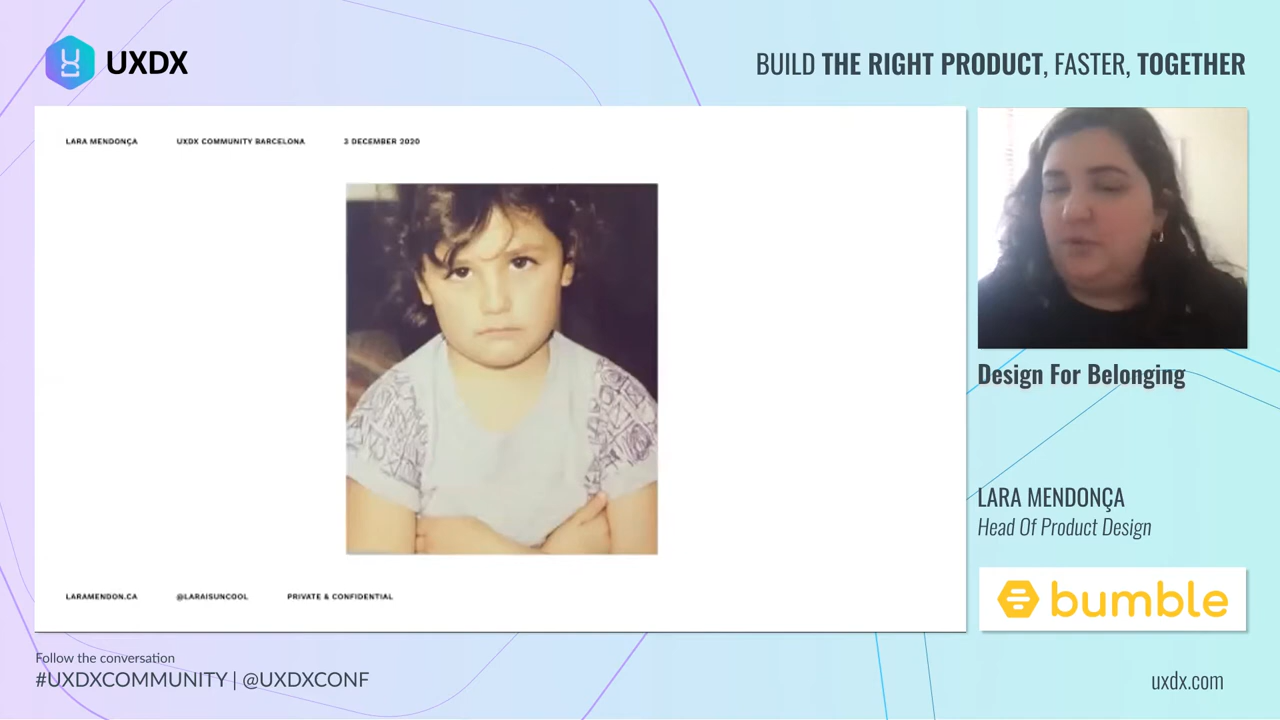 UXDX
BUILD THE RIGHT PRODUCT, FASTER, TOGETHER
LARA MENDONÇA
UXDX COMMUNITY BARCELONA
3 DECEMBER 2020
LARAMENDON.CA
@LARAISUNCOOL
PRIVATE & CONFIDENTIAL
Design For Belonging
LARA MENDONÇA
Head Of Product Design
bumble
Follow the conversation
#UXDXCOMMUNITY | @UXDXCONF
uxdx.com